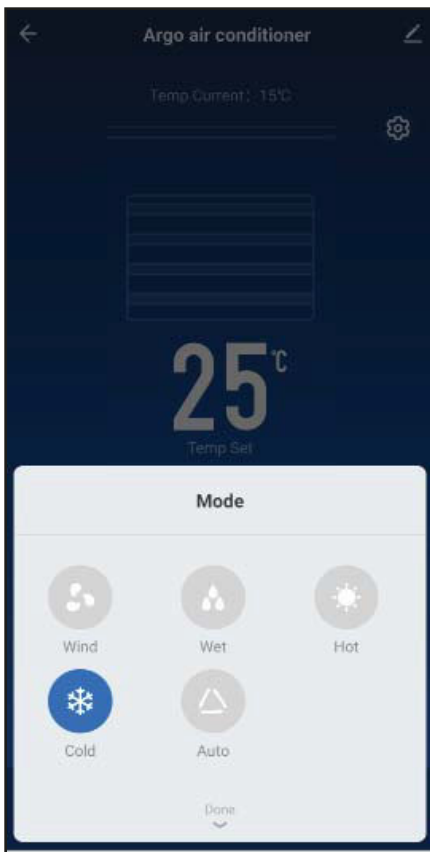 Argo air conditioner
Temp Current: 15°C
25°C
Temp Set
Mode
Wind Wet Hot
Cold Auto
Done